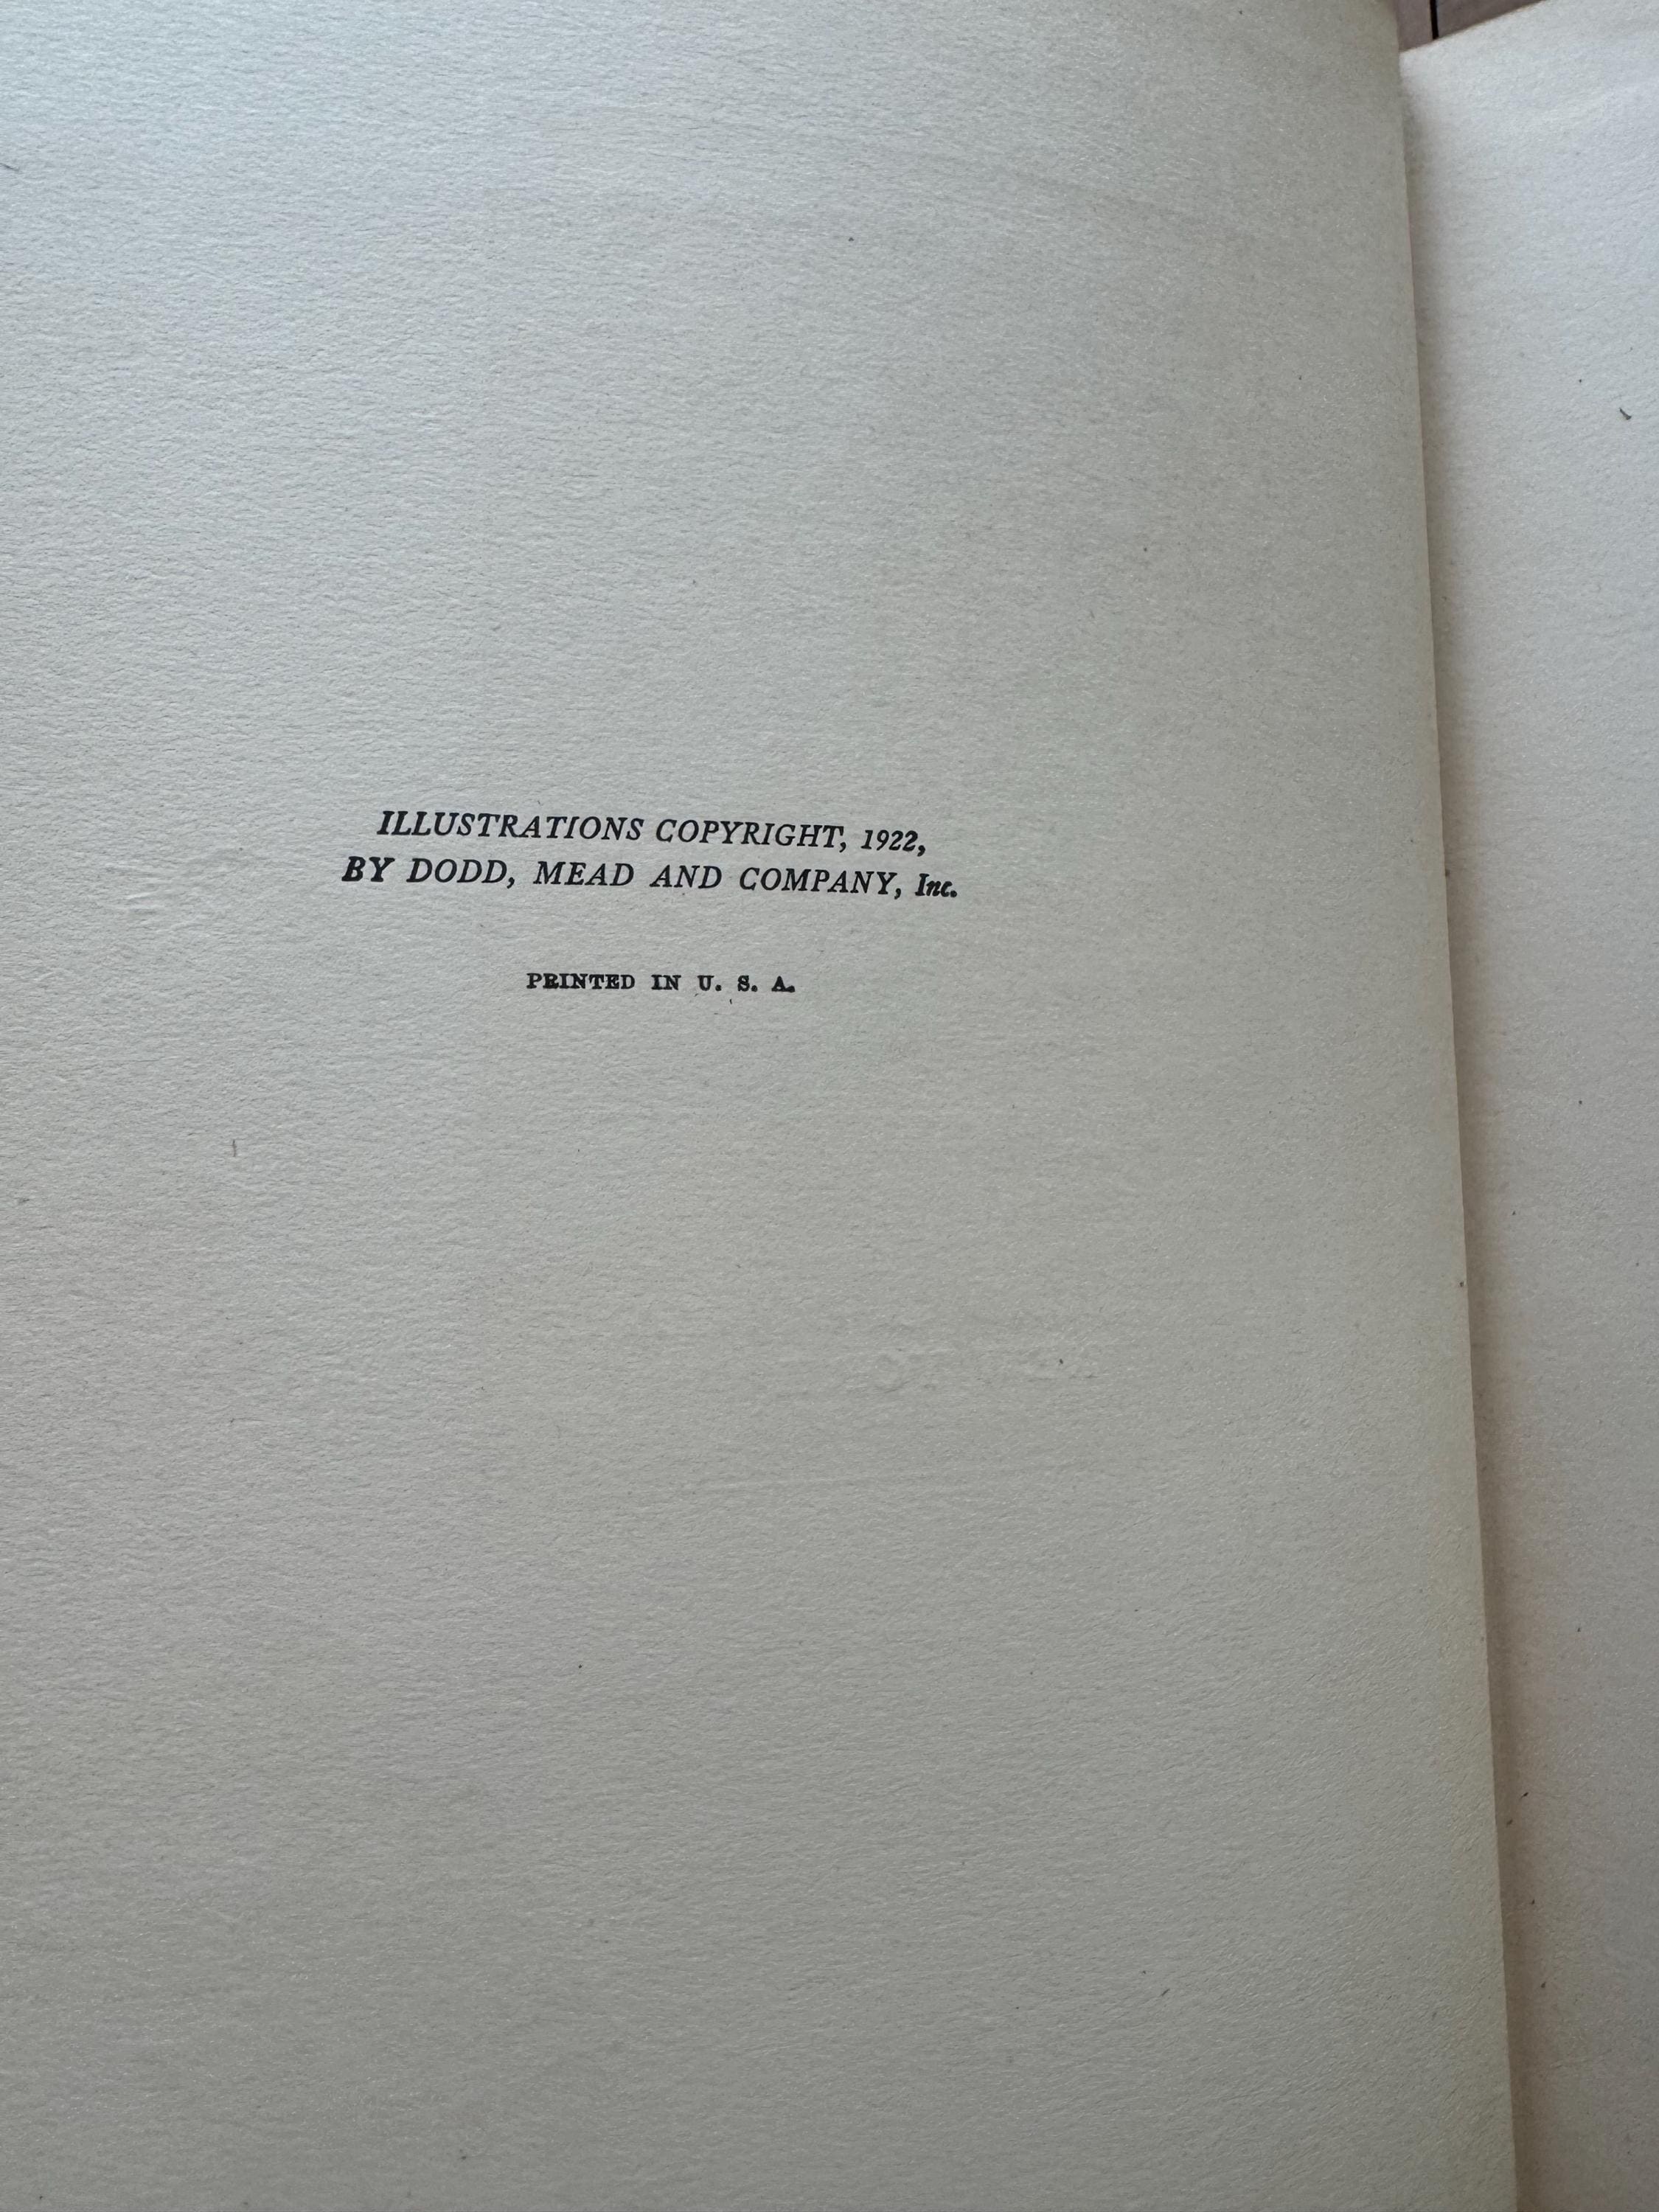 ILLUSTRATIONS COPYRIGHT, 1922,
BY DODD, MEAD AND COMPANY, Inc.
PRINTED IN U. S. A.